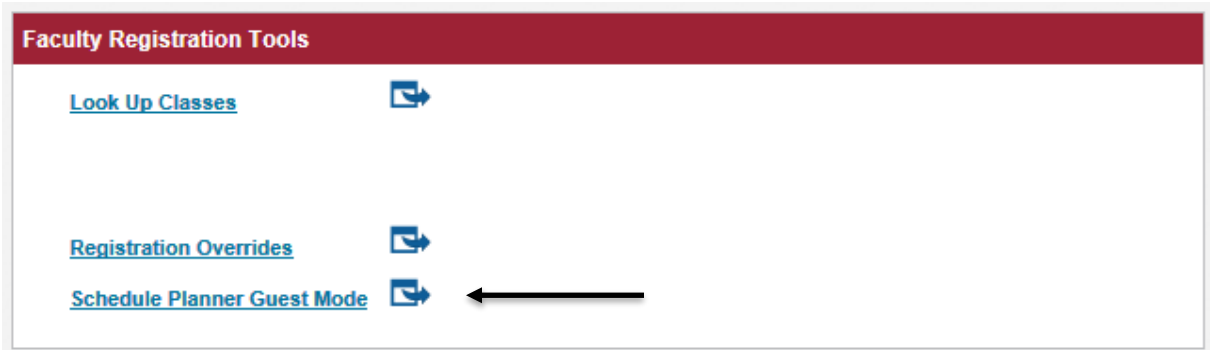 Faculty Registration Tools
Look Up Classes
Registration Overrides
Schedule Planner Guest Mode